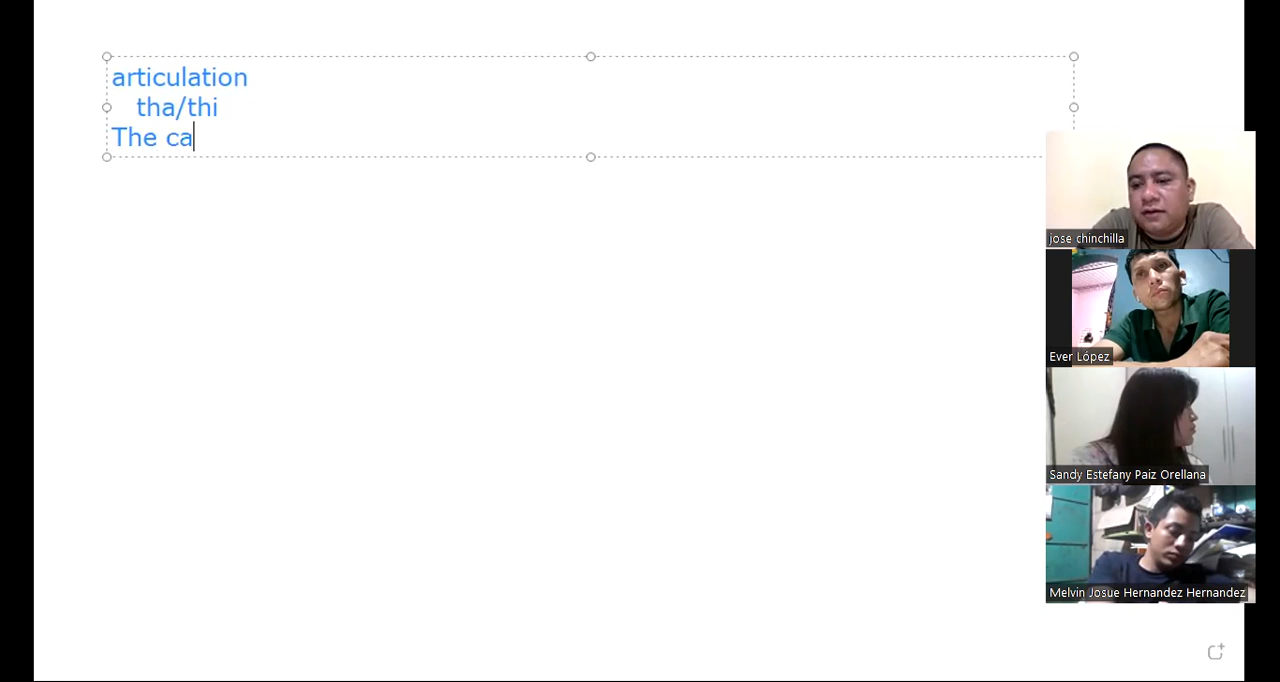 articulation
tha/thi
The ca
jose chinchilla
Ever López
Sandy Estefany Paiz Orellana
Melvin Josue Hernandez Hernandez